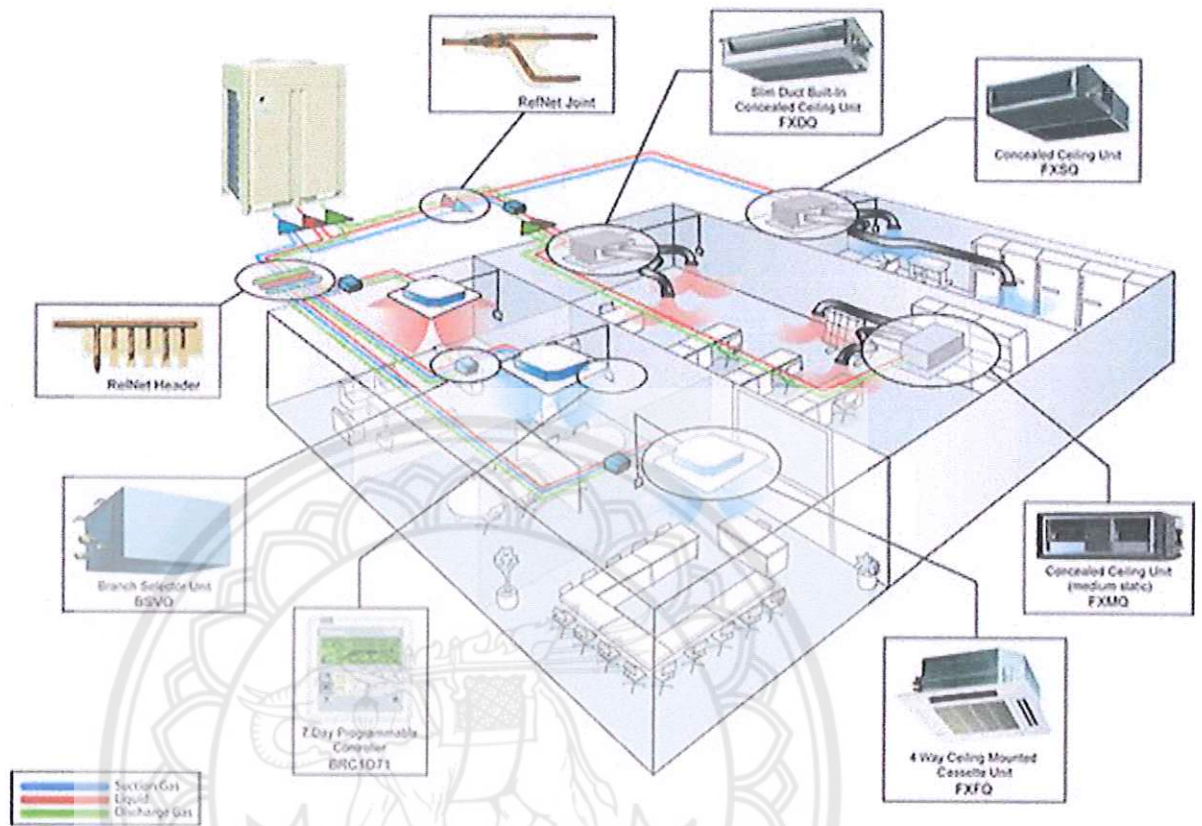 RefNet Joint
Slim Duct Built-In
Concealed Ceiling Unit
FXDQ
Concealed Ceiling Unit
FXSQ
RefNet Header
Branch Selector Unit
BSVQ
7-Day Programmable
Controller
BRC1D71
Concealed Ceiling Unit
(medium static)
FXMQ
4 Way Ceiling Mounted
Cassette Unit
FXFQ
Suction Gas
Liquid
Discharge Gas